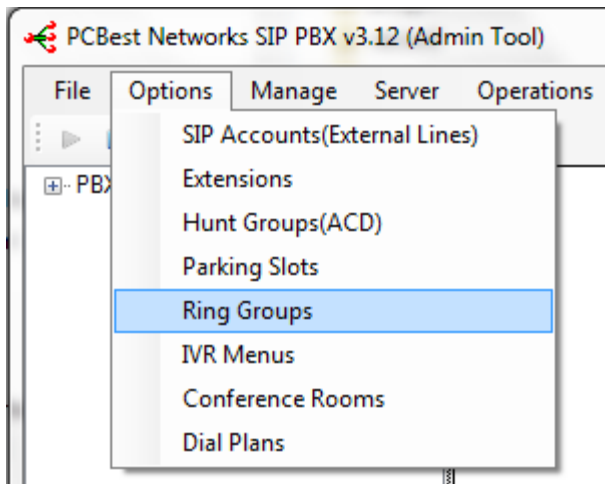 PCBest Networks SIP PBX v3.12 (Admin Tool)
File Options Manage Server Operations
SIP Accounts(External Lines)
PBX
Extensions
Hunt Groups(ACD)
Parking Slots
Ring Groups
IVR Menus
Conference Rooms
Dial Plans